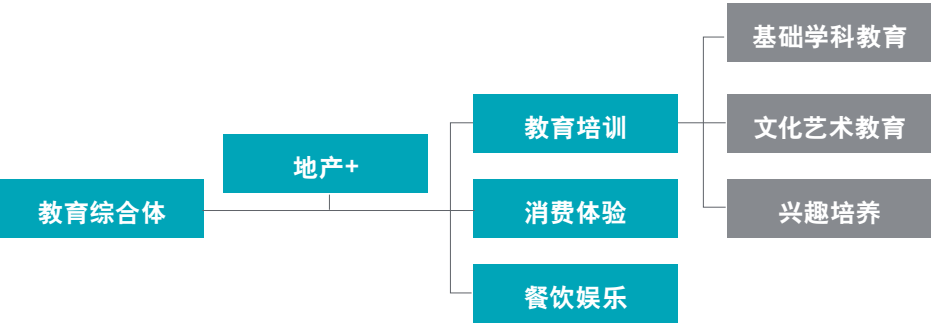 教育综合体
地产+
教育培训
消费体验
餐饮娱乐
基础学科教育
文化艺术教育
兴趣培养